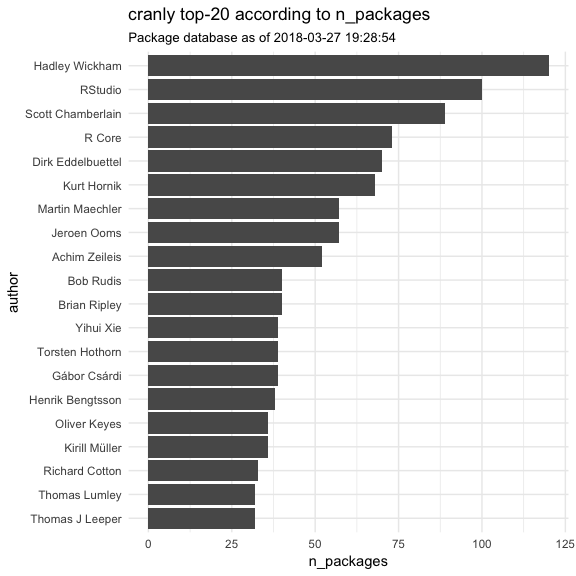 cranly top-20 according to n_packages
Package database as of 2018-03-27 19:28:54
author
Hadley Wickham
RStudio
Scott Chamberlain
R Core
Dirk Eddelbuettel
Kurt Hornik
Martin Maechler
Jeroen Ooms
Achim Zeileis
Bob Rudis
Brian Ripley
Yihui Xie
Torsten Hothorn
Gábor Csárdi
Henrik Bengtsson
Oliver Keyes
Kirill Müller
Richard Cotton
Thomas Lumley
Thomas J Leeper
0 25 50 75 100 125
n_packages